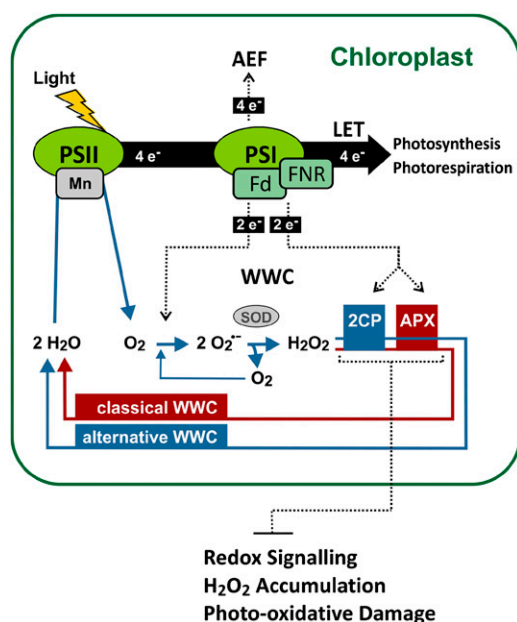 Chloroplast
AEF
Light
4 e⁻
LET
PSII
4 e⁻
PSI
4 e⁻
Photosynthesis
Photorespiration
Mn
Fd
FNR
2 e⁻
2 e⁻
WWC
SOD
2CP
APX
2 H₂O
O₂
2 O₂•⁻
H₂O₂
O₂
classical WWC
alternative WWC
Redox Signalling
H₂O₂ Accumulation
Photo-oxidative Damage